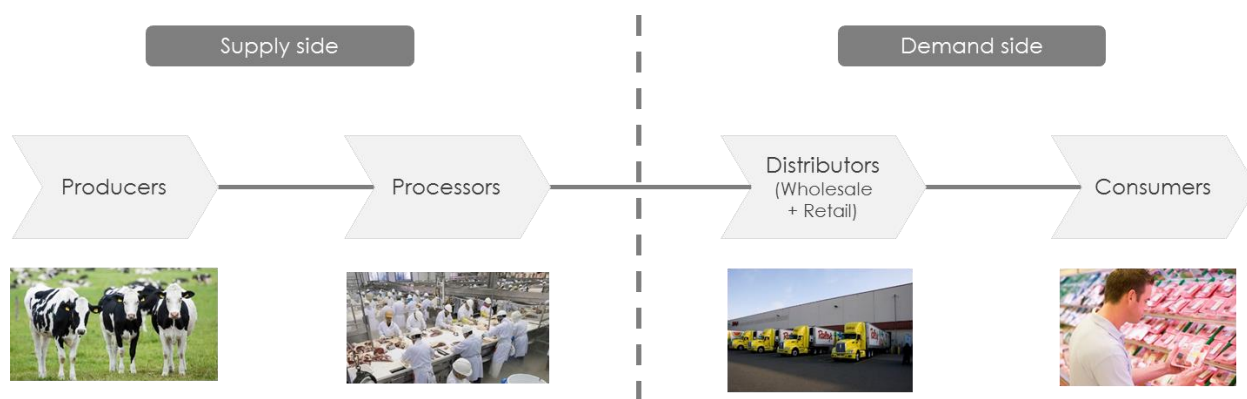 Supply side
Demand side
Producers
Processors
Distributors
(Wholesale
+ Retail)
Consumers